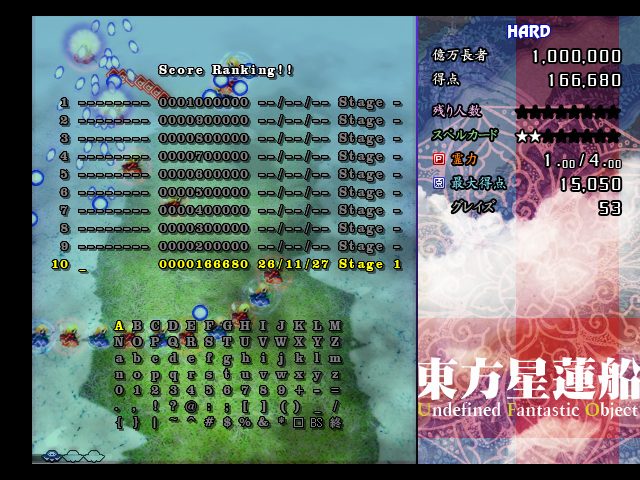 HARD
億万長者 1,000,000
得点 166,680
残り人数
スペルカード
P 霊力 1.00/4.00
点 最大得点 15,050
グレイズ 53
Score Ranking!!
1 -------- 0001000000 --/--/-- Stage -
2 -------- 0000900000 --/--/-- Stage -
3 -------- 0000800000 --/--/-- Stage -
4 -------- 0000700000 --/--/-- Stage -
5 -------- 0000600000 --/--/-- Stage -
6 -------- 0000500000 --/--/-- Stage -
7 -------- 0000400000 --/--/-- Stage -
8 -------- 0000300000 --/--/-- Stage -
9 -------- 0000200000 --/--/-- Stage -
10 _ 0000166680 26/11/27 Stage 1
A B C D E F G H I J K L M
N O P Q R S T U V W X Y Z
a b c d e f g h i j k l m
n o p q r s t u v w x y z
0 1 2 3 4 5 6 7 8 9 + - =
. , ! ? @ : ; [ ] ( ) _ /
{ } | ~ ^ # $ % & * □ BS 終
東方星蓮船
Undefined Fantastic Object